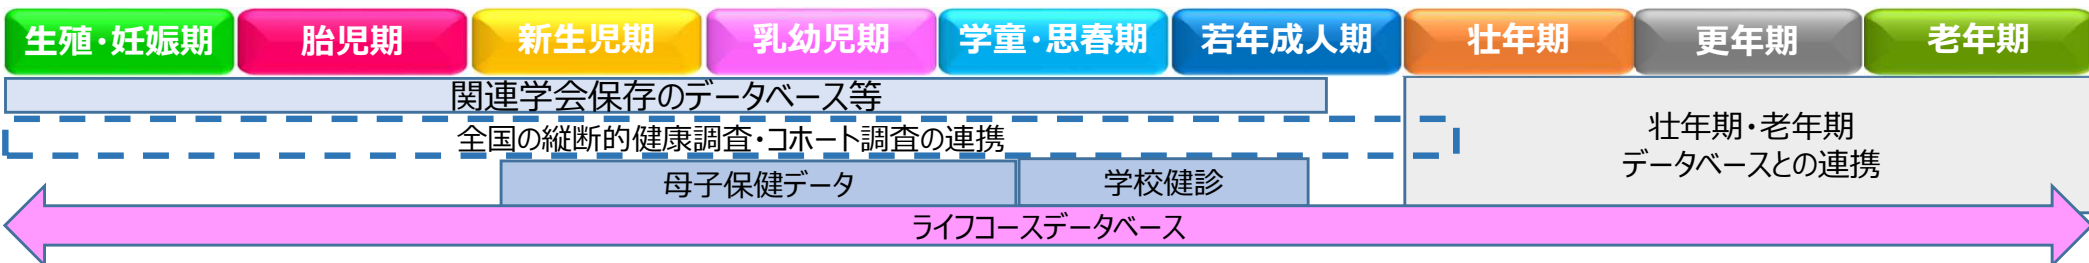 生殖・妊娠期
胎児期
新生児期
乳幼児期
学童・思春期
若年成人期
壮年期
更年期
老年期
関連学会保存のデータベース等
全国の縦断的健康調査・コホート調査の連携
壮年期・老年期
データベースとの連携
母子保健データ
学校健診
ライフコースデータベース